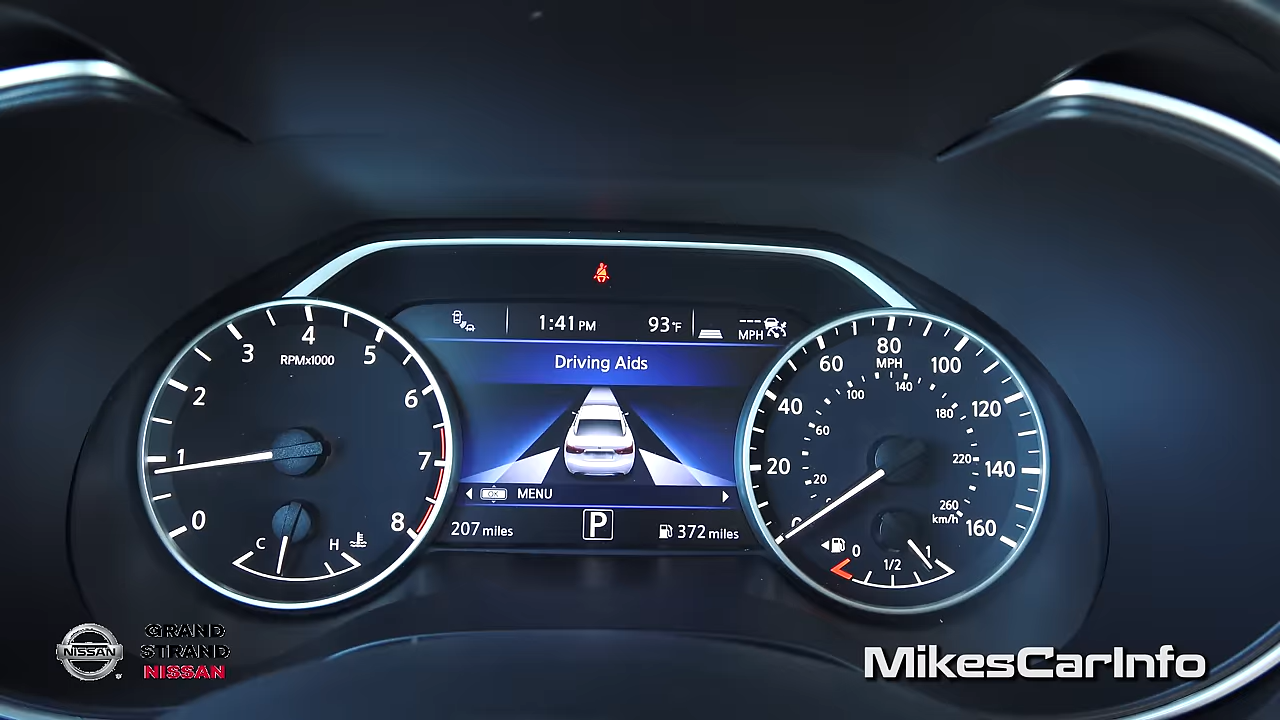 1:41 PM
93°F
MPH
Driving Aids
OK MENU
207 miles
P
372 miles
0
1
2
3
4
5
6
7
8
RPMx1000
C
H
0
20
40
60
80
100
120
140
160
MPH
20
60
100
140
180
220
260
km/h
0
1/2
1
NISSAN
GRAND
STRAND
NISSAN
MikesCarInfo